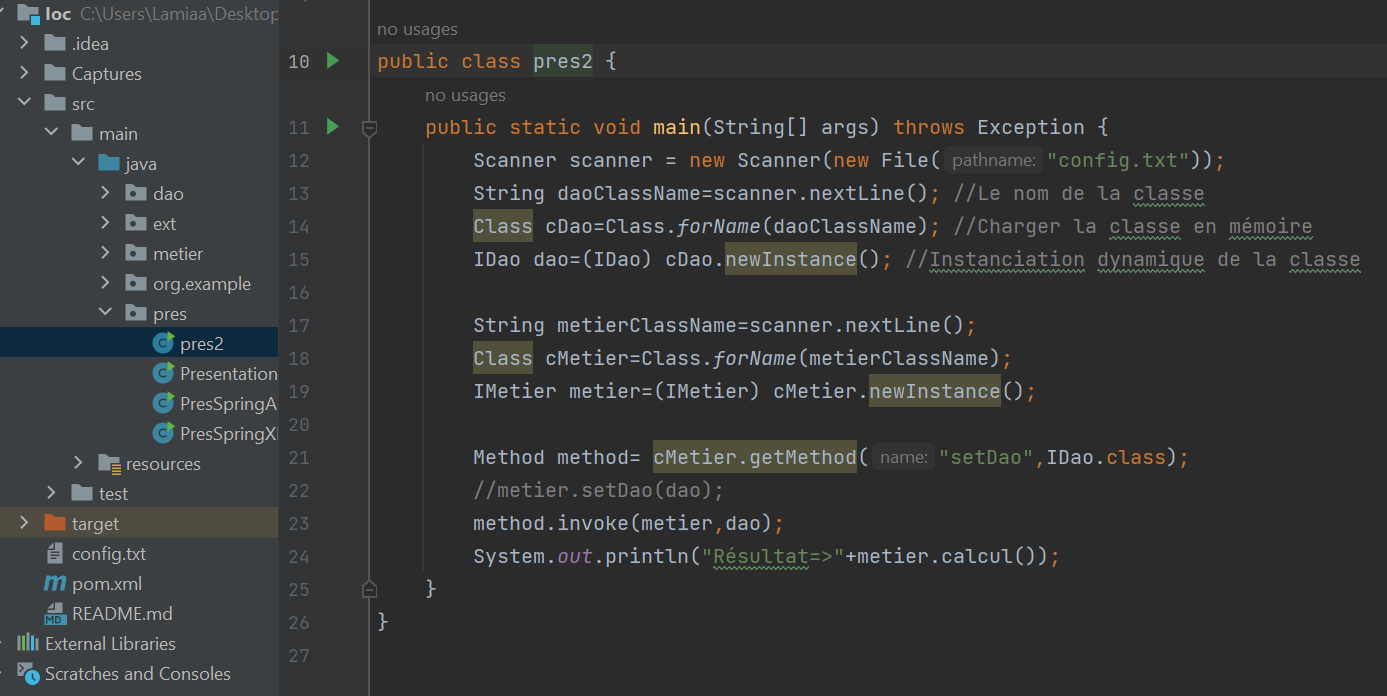 loc C:\Users\Lamiaa\Desktop
.idea
Captures
src
main
java
dao
ext
metier
org.example
pres
pres2
Presentation
PresSpringA
PresSpringX
resources
test
target
config.txt
pom.xml
README.md
External Libraries
Scratches and Consoles
no usages
10 public class pres2 {
no usages
11 public static void main(String[] args) throws Exception {
12 Scanner scanner = new Scanner(new File( pathname: "config.txt"));
13 String daoClassName=scanner.nextLine(); //Le nom de la classe
14 Class cDao=Class.forName(daoClassName); //Charger la classe en mémoire
15 IDao dao=(IDao) cDao.newInstance(); //Instanciation dynamique de la classe
16
17 String metierClassName=scanner.nextLine();
18 Class cMetier=Class.forName(metierClassName);
19 IMetier metier=(IMetier) cMetier.newInstance();
20
21 Method method= cMetier.getMethod( name: "setDao",IDao.class);
22 //metier.setDao(dao);
23 method.invoke(metier,dao);
24 System.out.println("Résultat=>"+metier.calcul());
25 }
26 }
27